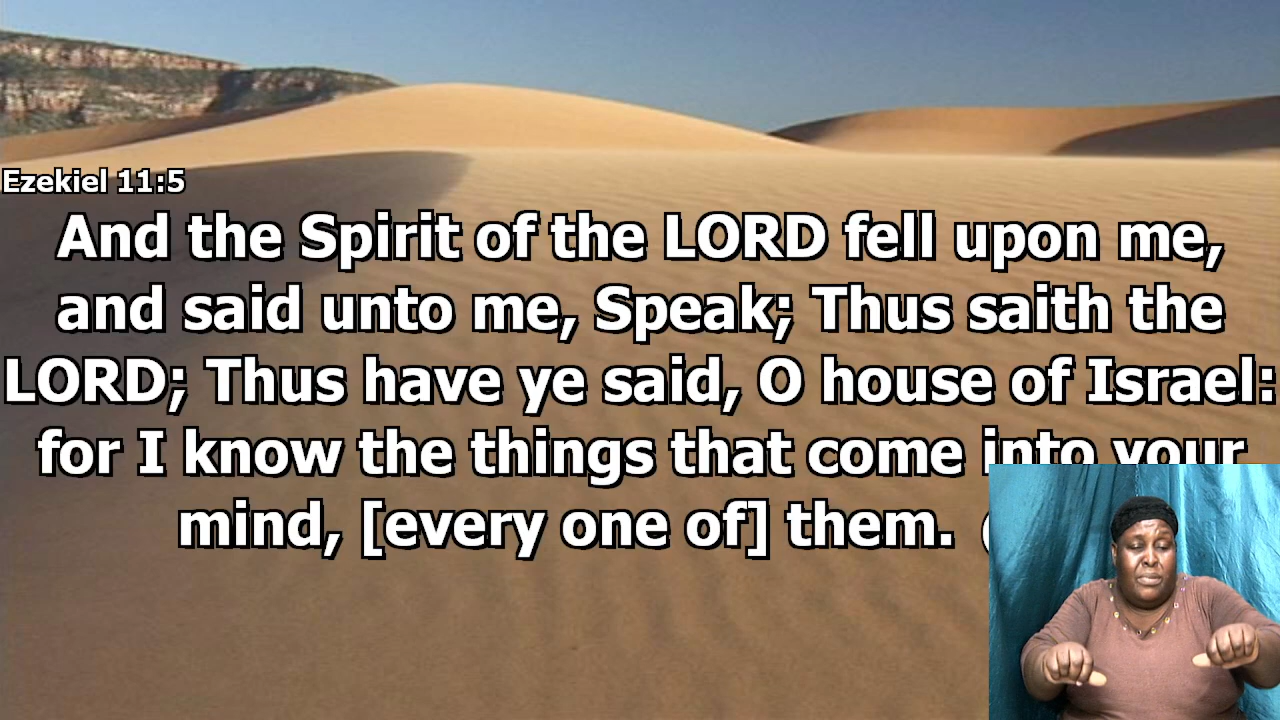 Ezekiel 11:5
And the Spirit of the LORD fell upon me,
and said unto me, Speak; Thus saith the
LORD; Thus have ye said, O house of Israel:
for I know the things that come into your
mind, [every one of] them. (